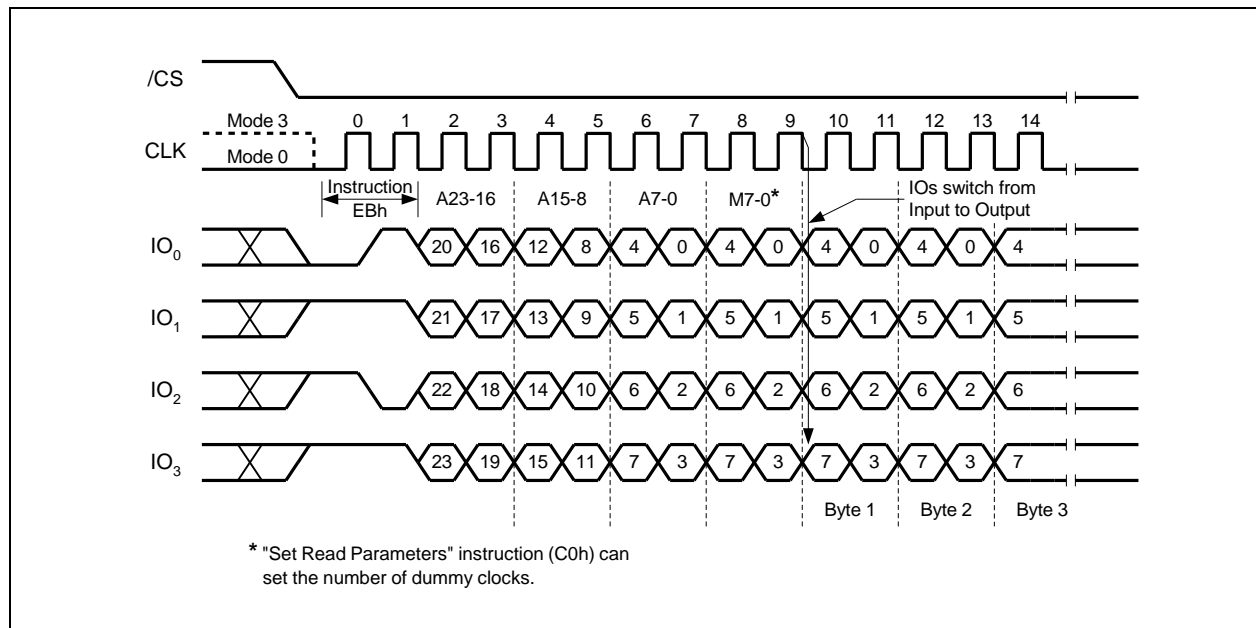 /CS
Mode 3 0 1 2 3 4 5 6 7 8 9 10 11 12 13 14
CLK Mode 0
Instruction
EBh A23-16 A15-8 A7-0 M7-0* IOs switch from
Input to Output
IO0 20 16 12 8 4 0 4 0 4 0 4 0 4
IO1 21 17 13 9 5 1 5 1 5 1 5 1 5
IO2 22 18 14 10 6 2 6 2 6 2 6 2 6
IO3 23 19 15 11 7 3 7 3 7 3 7 3 7
Byte 1 Byte 2 Byte 3
* "Set Read Parameters" instruction (C0h) can
set the number of dummy clocks.